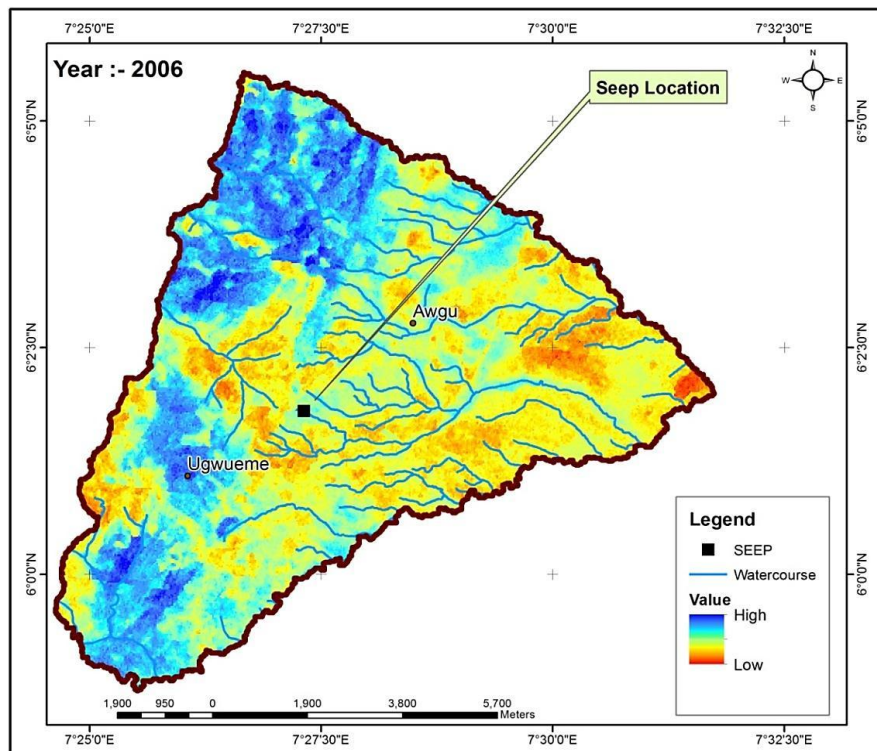 7°25'0"E 7°27'30"E 7°30'0"E 7°32'30"E
Year :- 2006
N
W E
S
Seep Location
6°5'0"N 6°5'0"N
Awgu
6°2'30"N 6°2'30"N
Ugwueme
Legend
SEEP
Watercourse
Value
High
Low
6°0'0"N 6°0'0"N
1,900 950 0 1,900 3,800 5,700
Meters
7°25'0"E 7°27'30"E 7°30'0"E 7°32'30"E